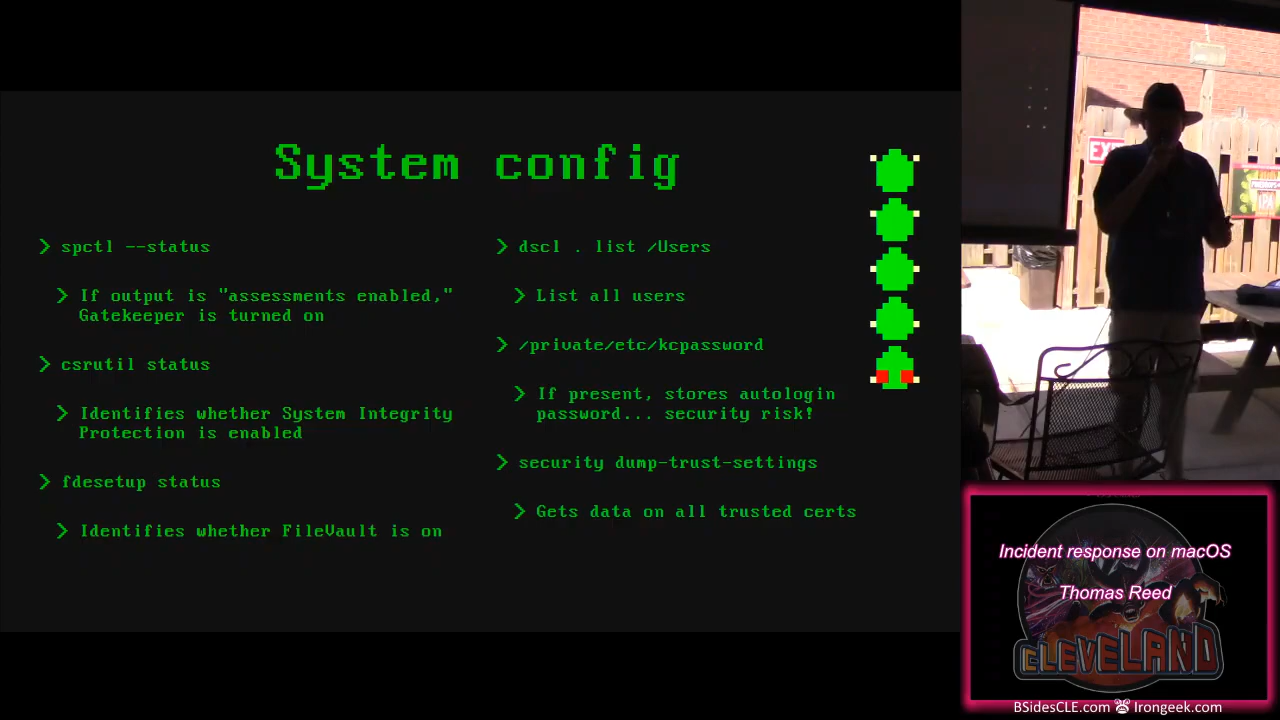 System config
> spctl --status
> If output is "assessments enabled,"
Gatekeeper is turned on
> csrutil status
> Identifies whether System Integrity
Protection is enabled
> fdesetup status
> Identifies whether FileVault is on
> dscl . list /Users
> List all users
> /private/etc/kcpassword
> If present, stores autologin
password... security risk!
> security dump-trust-settings
> Gets data on all trusted certs
IPA
Incident response on macOS
Thomas Reed
CLEVELAND
BSidesCLE.com Irongeek.com